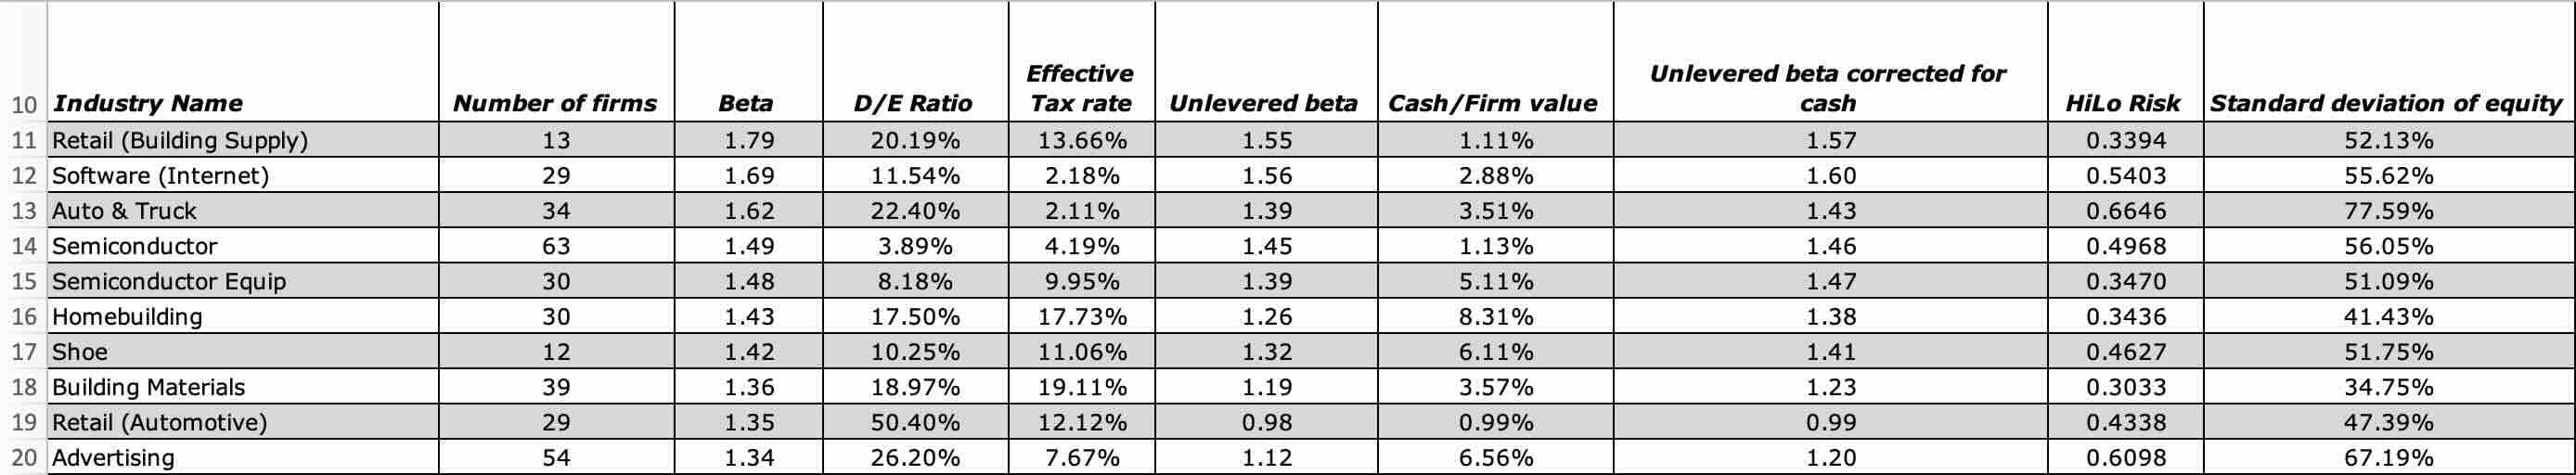 Effective Unlevered beta corrected for
10 Industry Name Number of firms Beta D/E Ratio Tax rate Unlevered beta Cash/Firm value cash HiLo Risk Standard deviation of equity
11 Retail (Building Supply) 13 1.79 20.19% 13.66% 1.55 1.11% 1.57 0.3394 52.13%
12 Software (Internet) 29 1.69 11.54% 2.18% 1.56 2.88% 1.60 0.5403 55.62%
13 Auto & Truck 34 1.62 22.40% 2.11% 1.39 3.51% 1.43 0.6646 77.59%
14 Semiconductor 63 1.49 3.89% 4.19% 1.45 1.13% 1.46 0.4968 56.05%
15 Semiconductor Equip 30 1.48 8.18% 9.95% 1.39 5.11% 1.47 0.3470 51.09%
16 Homebuilding 30 1.43 17.50% 17.73% 1.26 8.31% 1.38 0.3436 41.43%
17 Shoe 12 1.42 10.25% 11.06% 1.32 6.11% 1.41 0.4627 51.75%
18 Building Materials 39 1.36 18.97% 19.11% 1.19 3.57% 1.23 0.3033 34.75%
19 Retail (Automotive) 29 1.35 50.40% 12.12% 0.98 0.99% 0.99 0.4338 47.39%
20 Advertising 54 1.34 26.20% 7.67% 1.12 6.56% 1.20 0.6098 67.19%